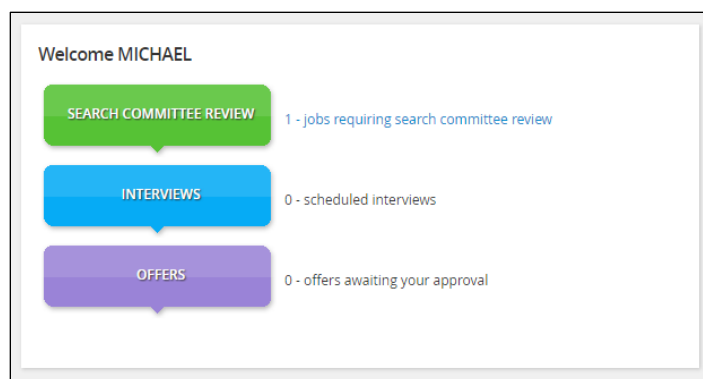 Welcome MICHAEL
SEARCH COMMITTEE REVIEW
1 - jobs requiring search committee review
INTERVIEWS
0 - scheduled interviews
OFFERS
0 - offers awaiting your approval